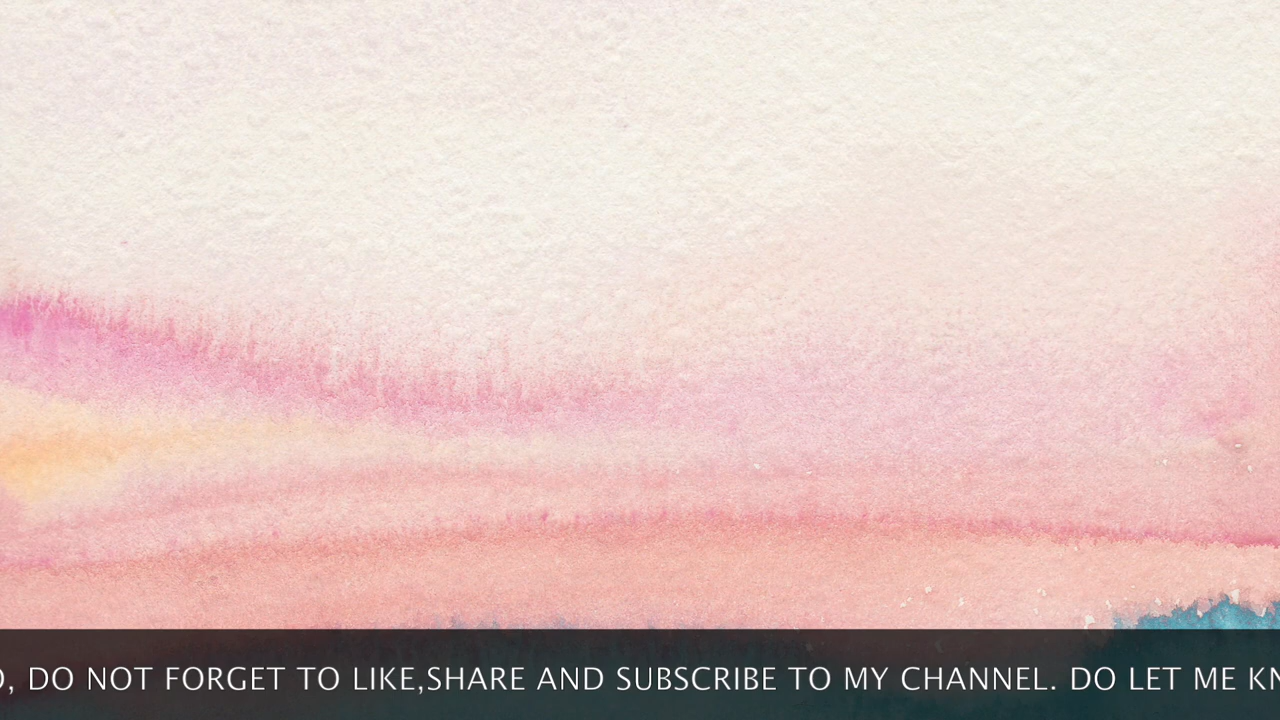 , DO NOT FORGET TO LIKE,SHARE AND SUBSCRIBE TO MY CHANNEL. DO LET ME